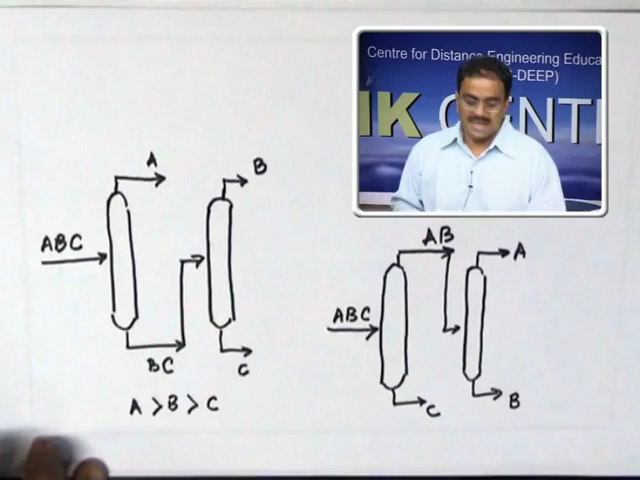 Centre for Distance Engineering Educa
-DEEP)
IK CENT
A
B
ABC
BC
C
A > B > C
AB
A
ABC
C
B